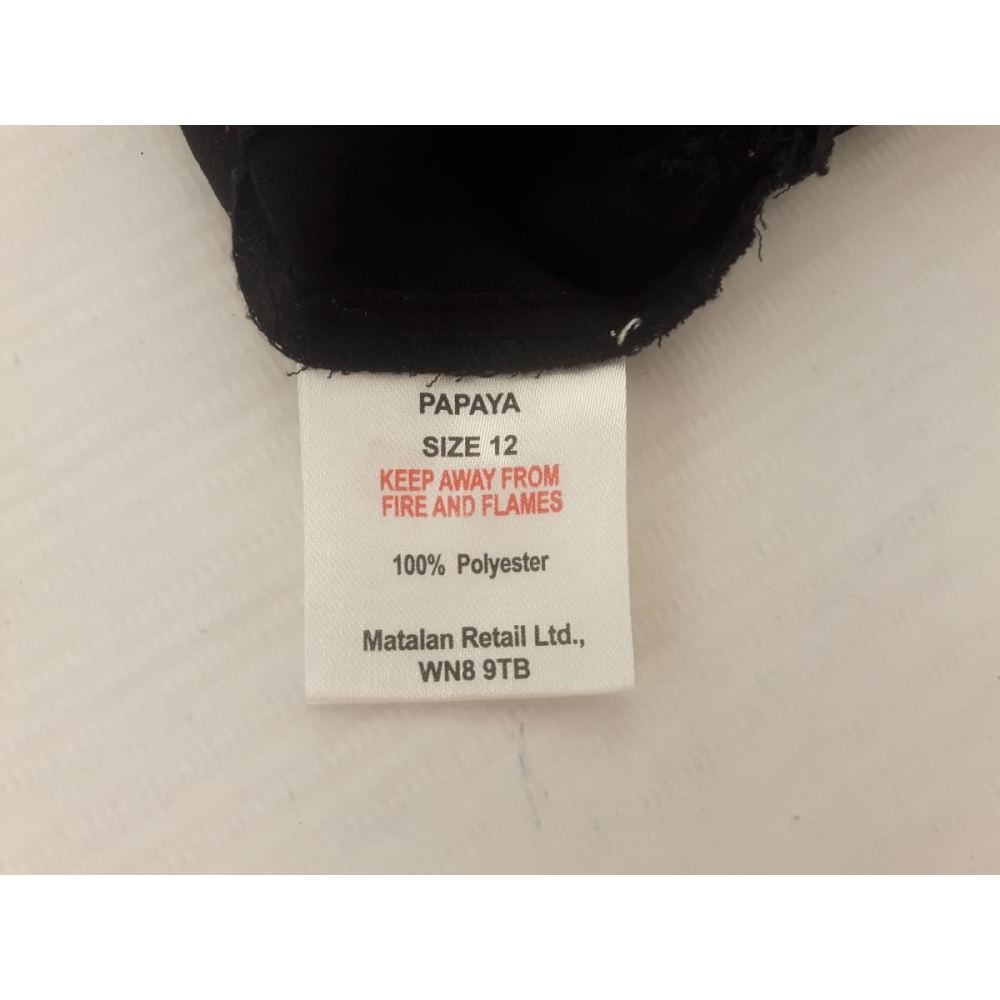 PAPAYA
SIZE 12
KEEP AWAY FROM
FIRE AND FLAMES
100% Polyester
Matalan Retail Ltd.,
WN8 9TB